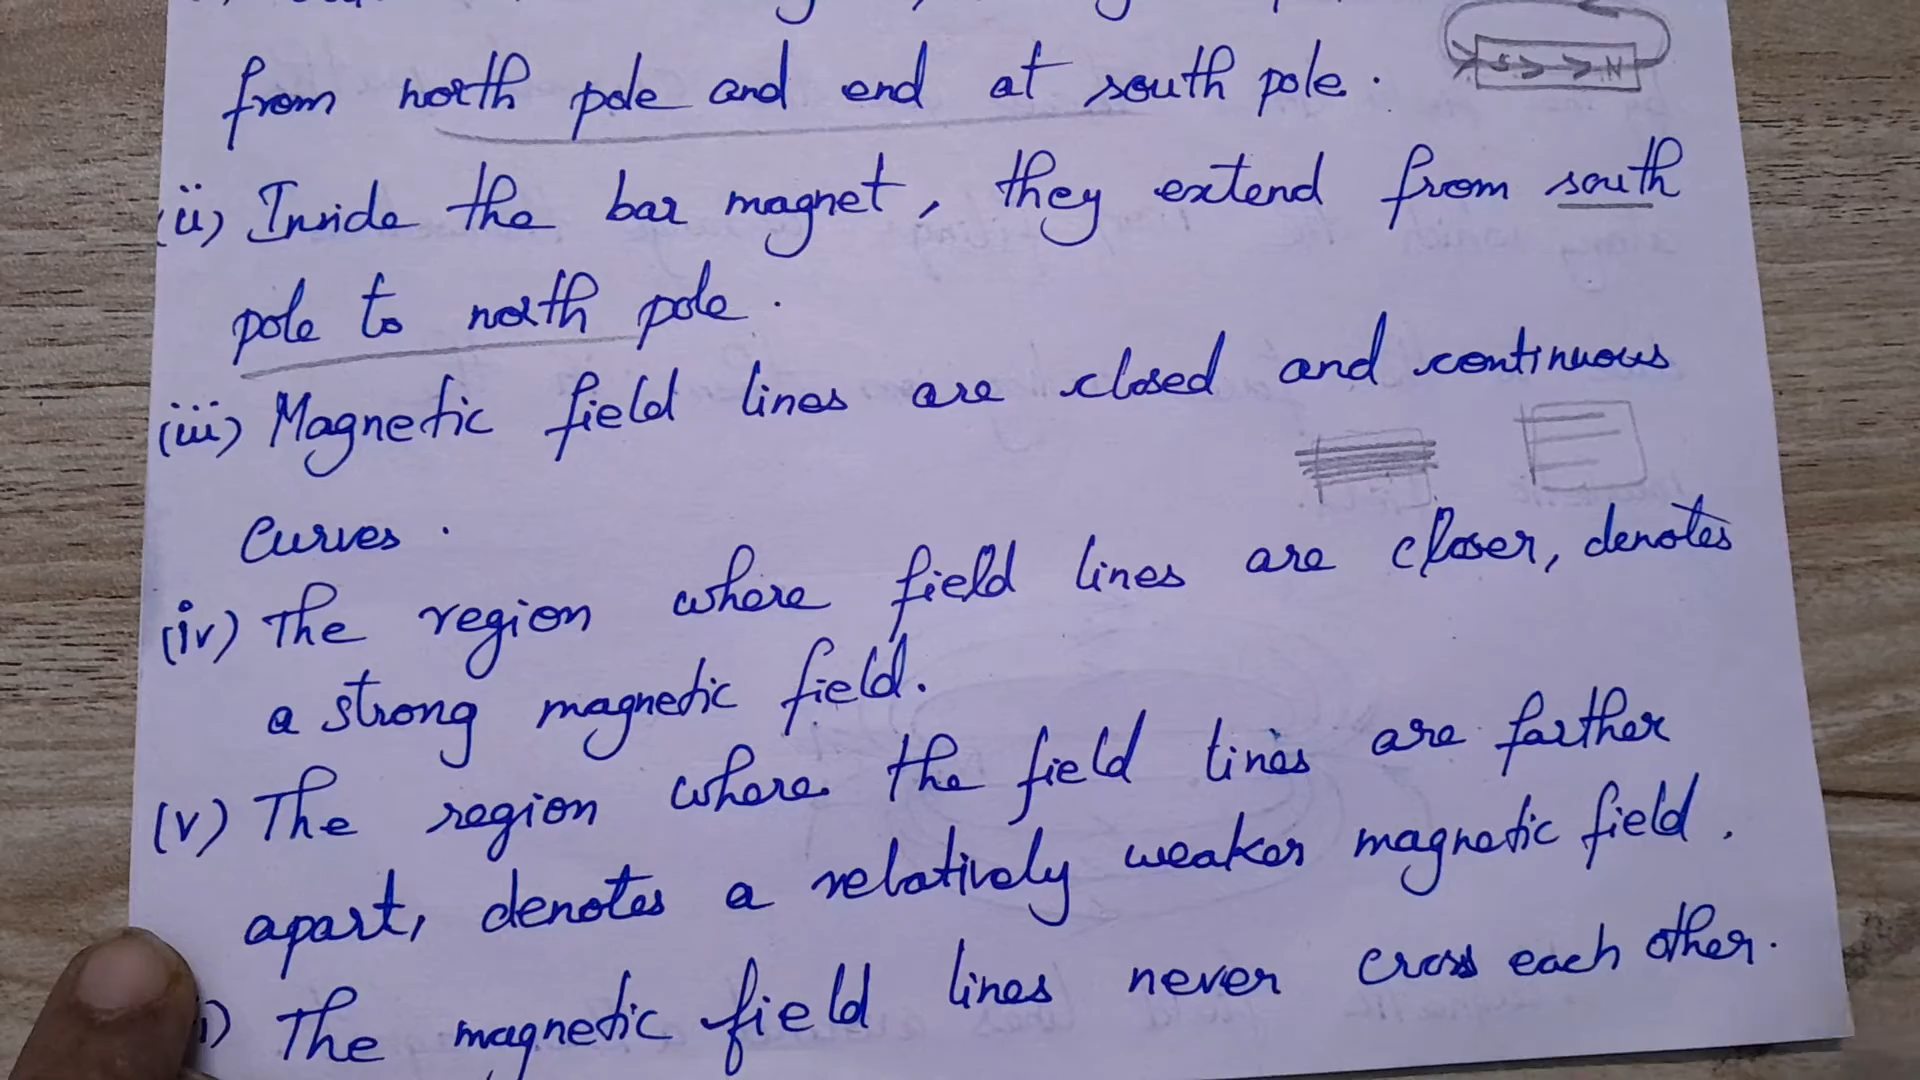 from north pole and end at south pole.
S N
(ii) Inside the bar magnet, they extend from south
pole to north pole.
(iii) Magnetic field lines are closed and continuous
curves.
(iv) The region where field lines are closer, denotes
a strong magnetic field.
(v) The region where the field lines are farther
apart, denotes a relatively weaker magnetic field.
i) The magnetic field lines never cross each other.